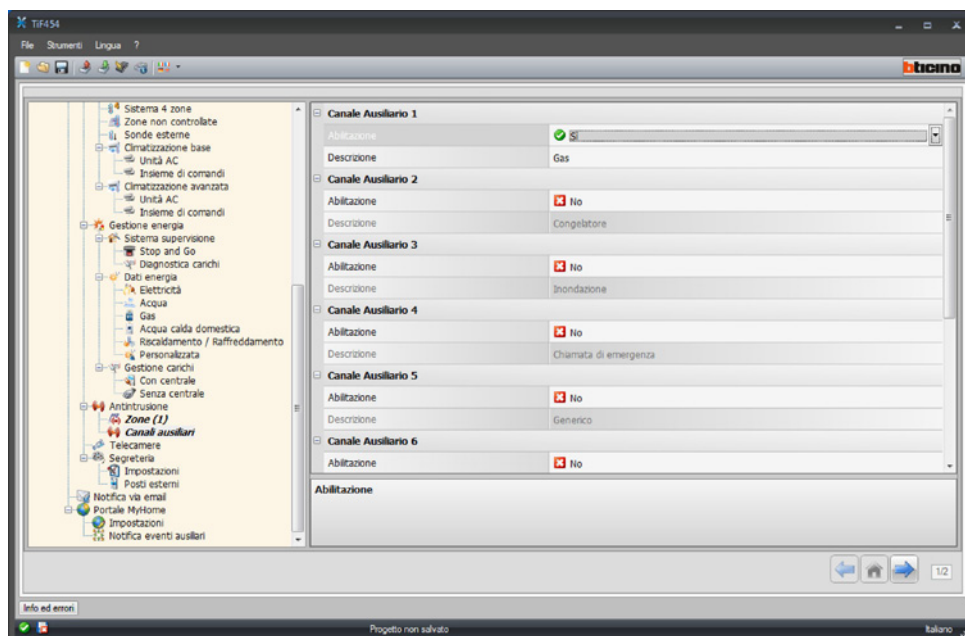 TiF454
File Strumenti Lingua ?
bticino
Sistema 4 zone
Zone non controllate
Sonde esterne
Climatizzazione base
Unità AC
Insieme di comandi
Climatizzazione avanzata
Unità AC
Insieme di comandi
Gestione energia
Sistema supervisione
Stop and Go
Diagnostica carichi
Dati energia
Elettricità
Acqua
Gas
Acqua calda domestica
Riscaldamento / Raffreddamento
Personalizzata
Gestione carichi
Con centrale
Senza centrale
Antintrusione
Zone (1)
Canali ausiliari
Telecamere
Segreteria
Impostazioni
Posti esterni
Notifica via email
Portale MyHome
Impostazioni
Notifica eventi ausiliari
Canale Ausiliario 1
Abilitazione Sì
Descrizione Gas
Canale Ausiliario 2
Abilitazione No
Descrizione Congelatore
Canale Ausiliario 3
Abilitazione No
Descrizione Inondazione
Canale Ausiliario 4
Abilitazione No
Descrizione Chiamata di emergenza
Canale Ausiliario 5
Abilitazione No
Descrizione Generico
Canale Ausiliario 6
Abilitazione No
Abilitazione
1/2
Info ed errori
Progetto non salvato Italiano